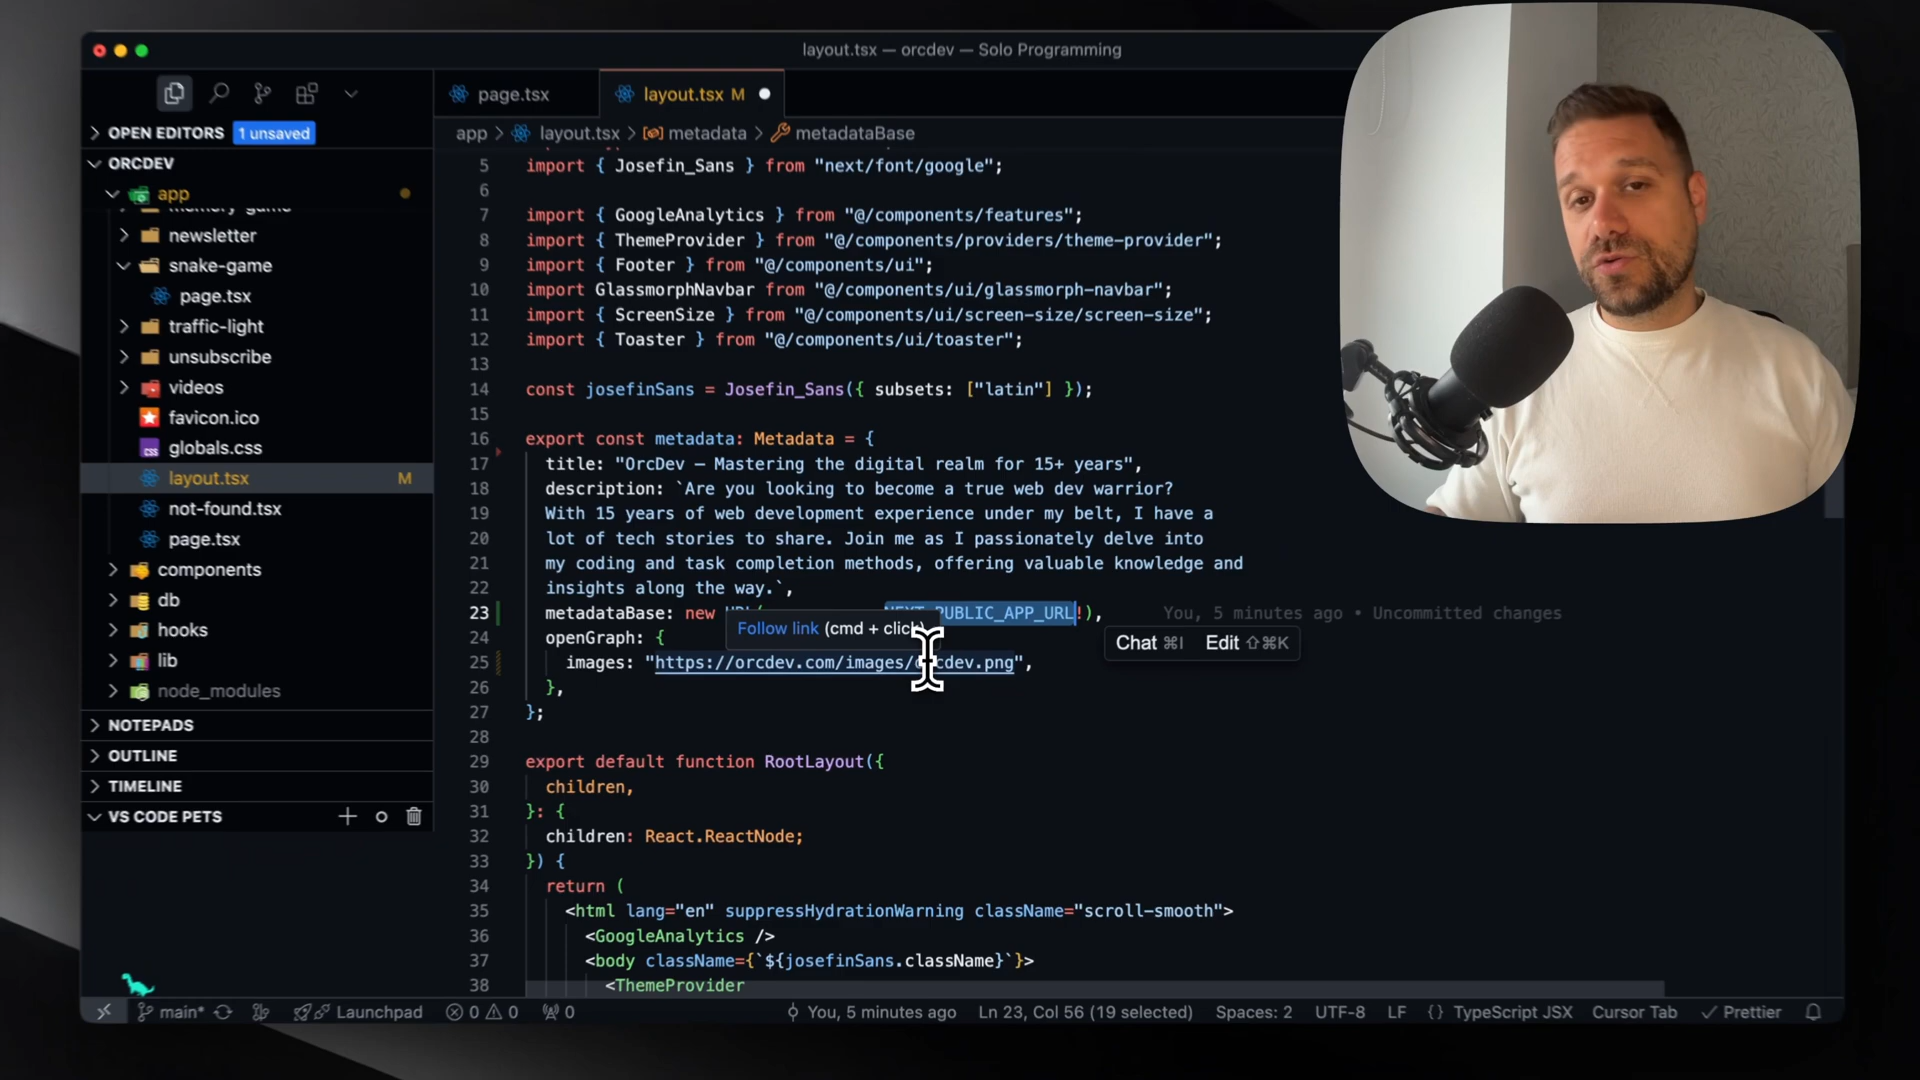 layout.tsx — orcdev — Solo Programming
page.tsx
layout.tsx M
OPEN EDITORS 1 unsaved
app > layout.tsx > metadata > metadataBase
ORCDEV
app
newsletter
snake-game
page.tsx
traffic-light
unsubscribe
videos
favicon.ico
globals.css
layout.tsx M
not-found.tsx
page.tsx
components
db
hooks
lib
node_modules
NOTEPADS
OUTLINE
TIMELINE
VS CODE PETS
5 import { Josefin_Sans } from "next/font/google";
6
7 import { GoogleAnalytics } from "@/components/features";
8 import { ThemeProvider } from "@/components/providers/theme-provider";
9 import { Footer } from "@/components/ui";
10 import GlassmorphNavbar from "@/components/ui/glassmorph-navbar";
11 import { ScreenSize } from "@/components/ui/screen-size/screen-size";
12 import { Toaster } from "@/components/ui/toaster";
13
14 const josefinSans = Josefin_Sans({ subsets: ["latin"] });
15
16 export const metadata: Metadata = {
17 title: "OrcDev — Mastering the digital realm for 15+ years",
18 description: `Are you looking to become a true web dev warrior?
19 With 15 years of web development experience under my belt, I have a
20 lot of tech stories to share. Join me as I passionately delve into
21 my coding and task completion methods, offering valuable knowledge and
22 insights along the way.`,
23 metadataBase: new URL( NEXT_PUBLIC_APP_URL!), You, 5 minutes ago • Uncommitted changes
Follow link (cmd + click)
24 openGraph: {
Chat ⌘I Edit ⇧⌘K
25 images: "https://orcdev.com/images/orcdev.png",
26 },
27 };
28
29 export default function RootLayout({
30 children,
31 }: {
32 children: React.ReactNode;
33 }) {
34 return (
35 <html lang="en" suppressHydrationWarning className="scroll-smooth">
36 <GoogleAnalytics />
37 <body className={`${josefinSans.className}`}>
38 <ThemeProvider
main* Launchpad 0 0 0 You, 5 minutes ago Ln 23, Col 56 (19 selected) Spaces: 2 UTF-8 LF {} TypeScript JSX Cursor Tab ✓ Prettier